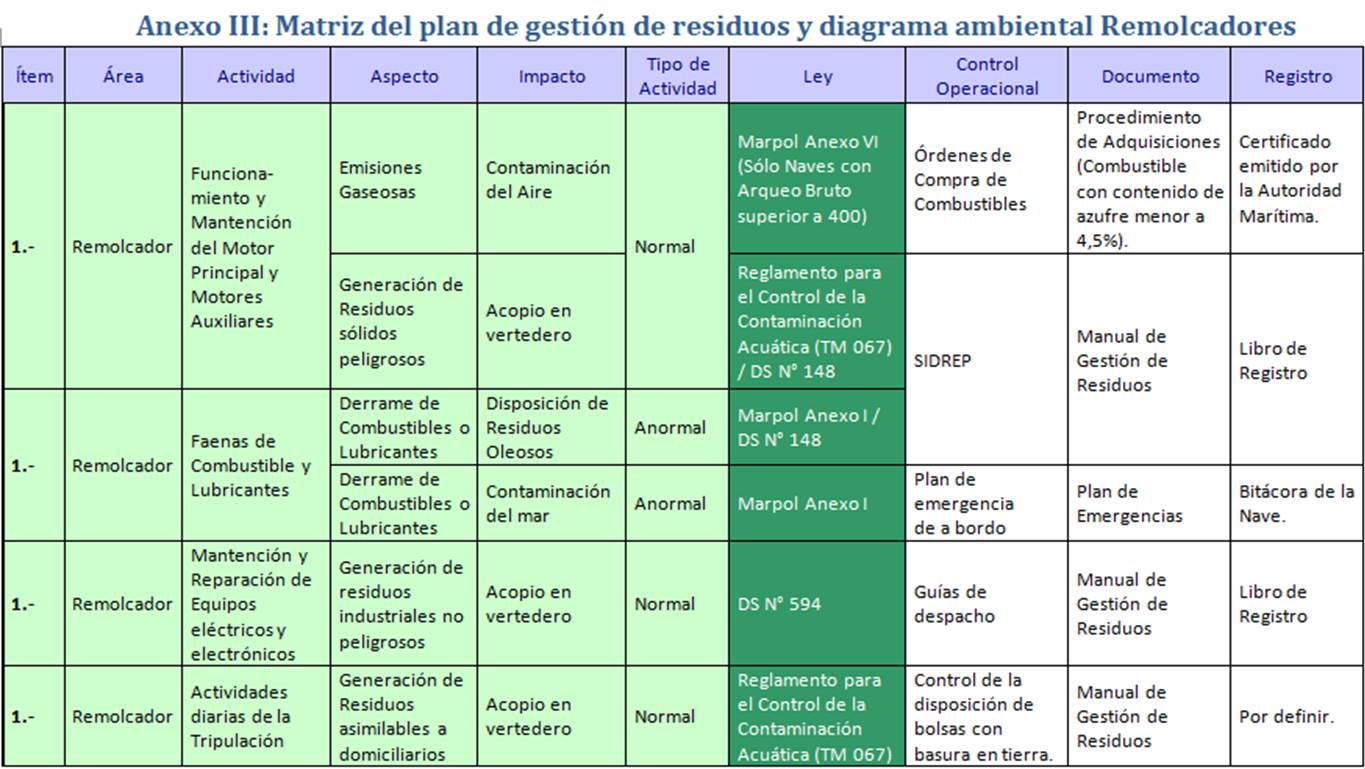 Anexo III: Matriz del plan de gestión de residuos y diagrama ambiental Remolcadores
Ítem
Área
Actividad
Aspecto
Impacto
Tipo de
Actividad
Ley
Control
Operacional
Documento
Registro
1.-
Remolcador
Funciona-
miento y
Mantención
del Motor
Principal y
Motores
Auxiliares
Emisiones
Gaseosas
Contaminación
del Aire
Normal
Marpol Anexo VI
(Sólo Naves con
Arqueo Bruto
superior a 400)
Órdenes de
Compra de
Combustibles
Procedimiento
de Adquisiciones
(Combustible
con contenido de
azufre menor a
4,5%).
Certificado
emitido por
la Autoridad
Marítima.
Generación de
Residuos
sólidos
peligrosos
Acopio en
vertedero
Reglamento para
el Control de la
Contaminación
Acuática (TM 067)
/ DS N° 148
SIDREP
Manual de
Gestión de
Residuos
Libro de
Registro
1.-
Remolcador
Faenas de
Combustible y
Lubricantes
Derrame de
Combustibles o
Lubricantes
Disposición de
Residuos
Oleosos
Anormal
Marpol Anexo I /
DS N° 148
Derrame de
Combustibles o
Lubricantes
Contaminación
del mar
Anormal
Marpol Anexo I
Plan de
emergencia
de a bordo
Plan de
Emergencias
Bitácora de la
Nave.
1.-
Remolcador
Mantención y
Reparación de
Equipos
eléctricos y
electrónicos
Generación de
residuos
industriales no
peligrosos
Acopio en
vertedero
Normal
DS N° 594
Guías de
despacho
Manual de
Gestión de
Residuos
Libro de
Registro
1.-
Remolcador
Actividades
diarias de la
Tripulación
Generación de
Residuos
asimilables a
domiciliarios
Acopio en
vertedero
Normal
Reglamento para
el Control de la
Contaminación
Acuática (TM 067)
Control de la
disposición de
bolsas con
basura en tierra.
Manual de
Gestión de
Residuos
Por definir.